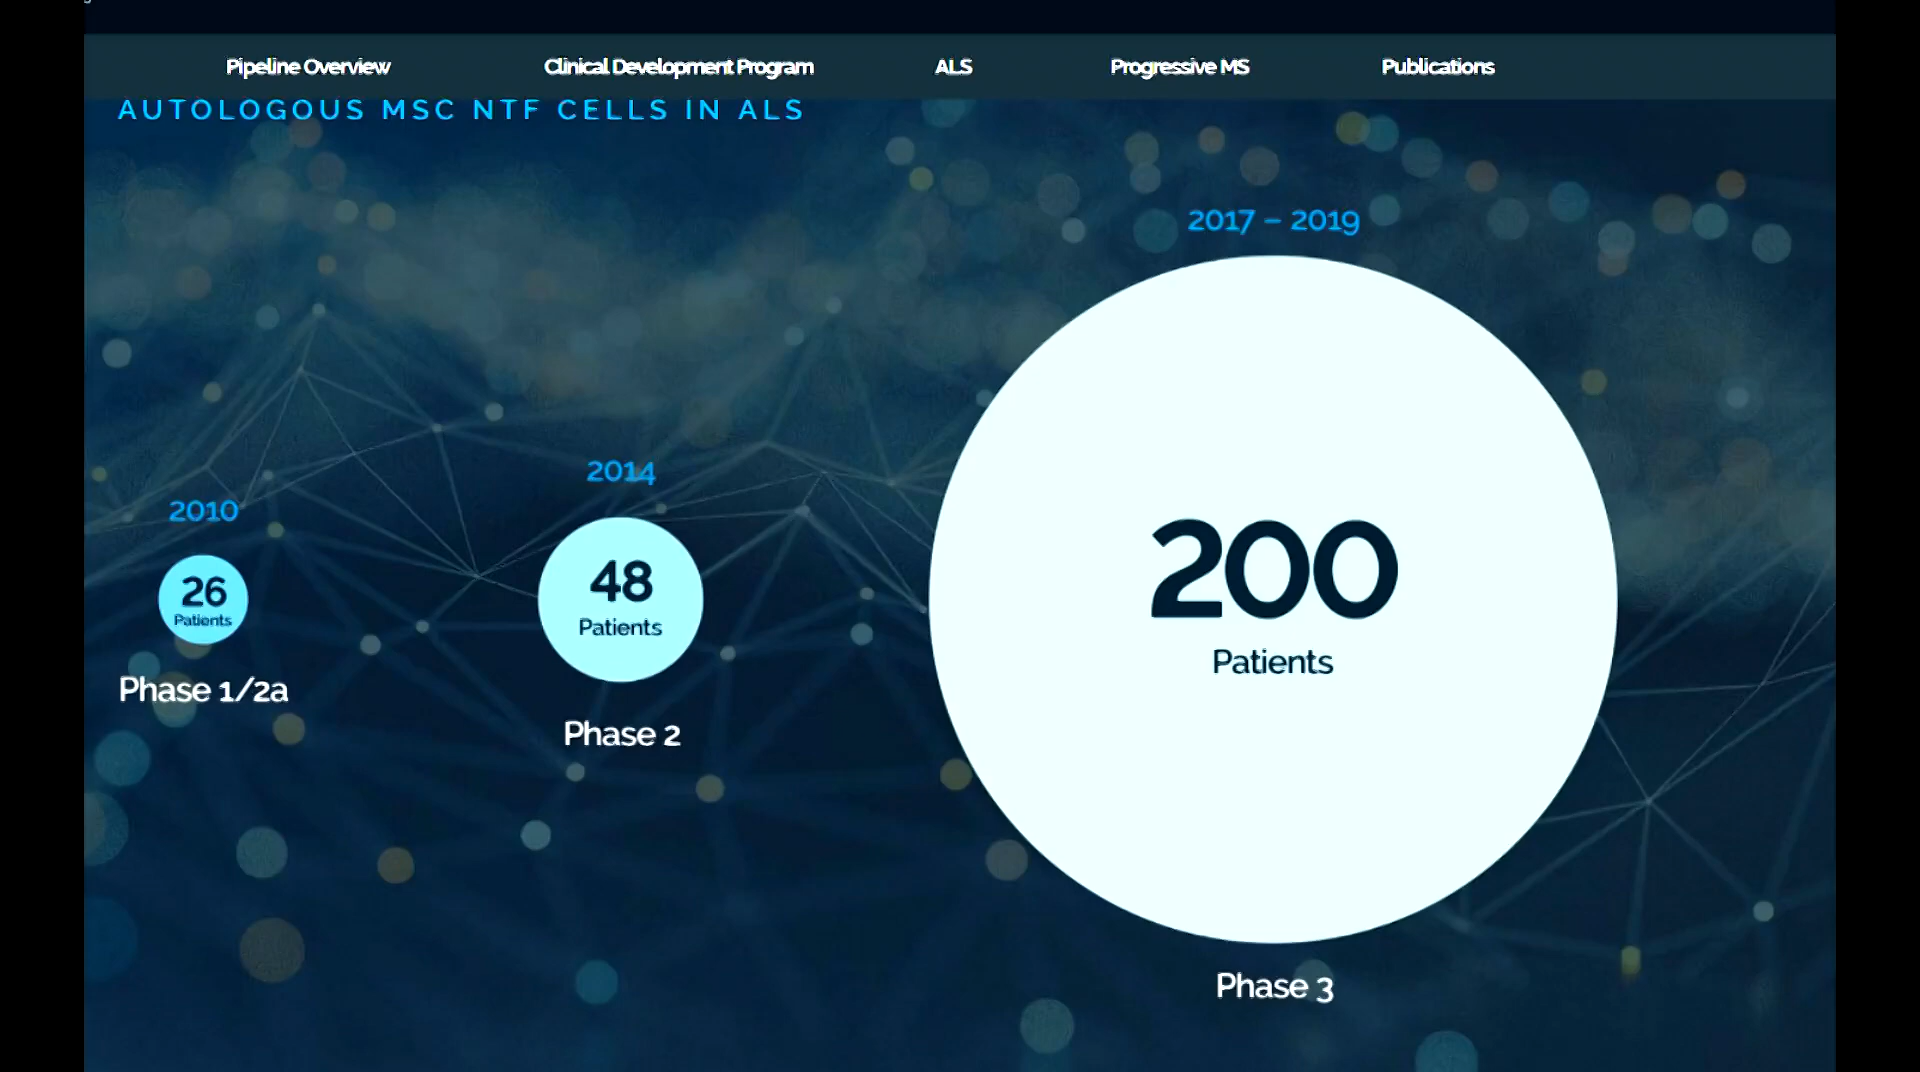 Pipeline Overview Clinical Development Program ALS Progressive MS Publications
AUTOLOGOUS MSC NTF CELLS IN ALS
2010
26
Patients
Phase 1/2a
2014
48
Patients
Phase 2
2017 – 2019
200
Patients
Phase 3